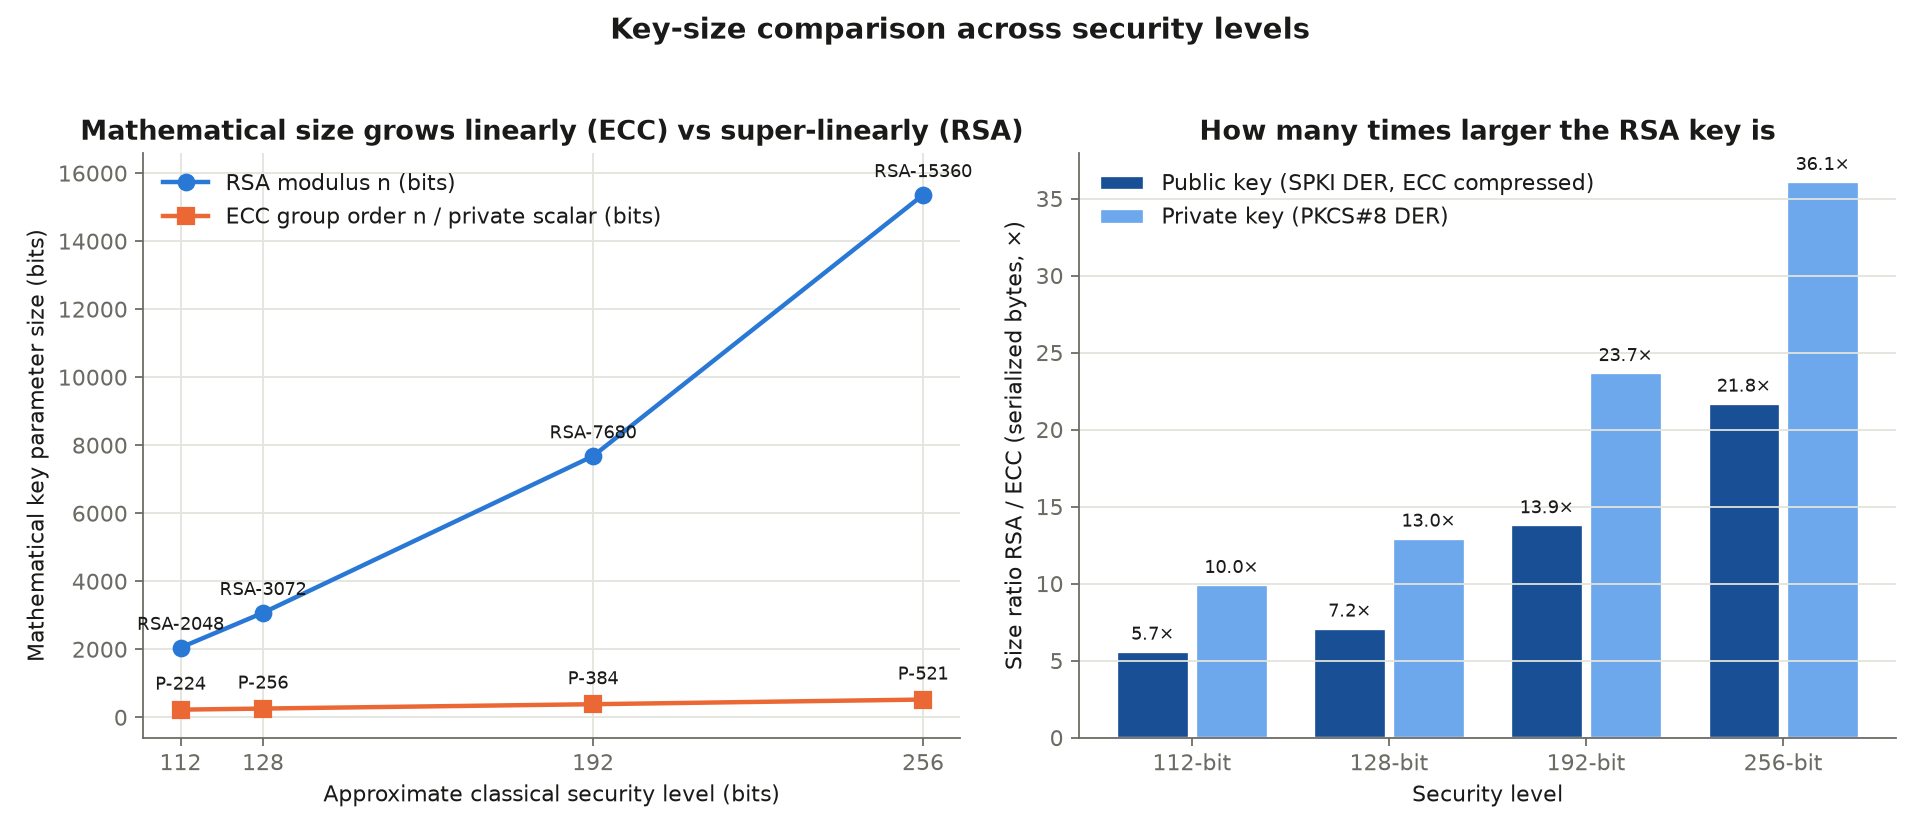 Key-size comparison across security levels
Mathematical size grows linearly (ECC) vs super-linearly (RSA)
Mathematical key parameter size (bits)
16000
14000
12000
10000
8000
6000
4000
2000
0
RSA modulus n (bits)
ECC group order n / private scalar (bits)
RSA-15360
RSA-7680
RSA-3072
RSA-2048
P-224
P-256
P-384
P-521
112
128
192
256
Approximate classical security level (bits)
How many times larger the RSA key is
Size ratio RSA / ECC (serialized bytes, ×)
35
30
25
20
15
10
5
0
Public key (SPKI DER, ECC compressed)
Private key (PKCS#8 DER)
5.7×
10.0×
7.2×
13.0×
13.9×
23.7×
21.8×
36.1×
112-bit
128-bit
192-bit
256-bit
Security level